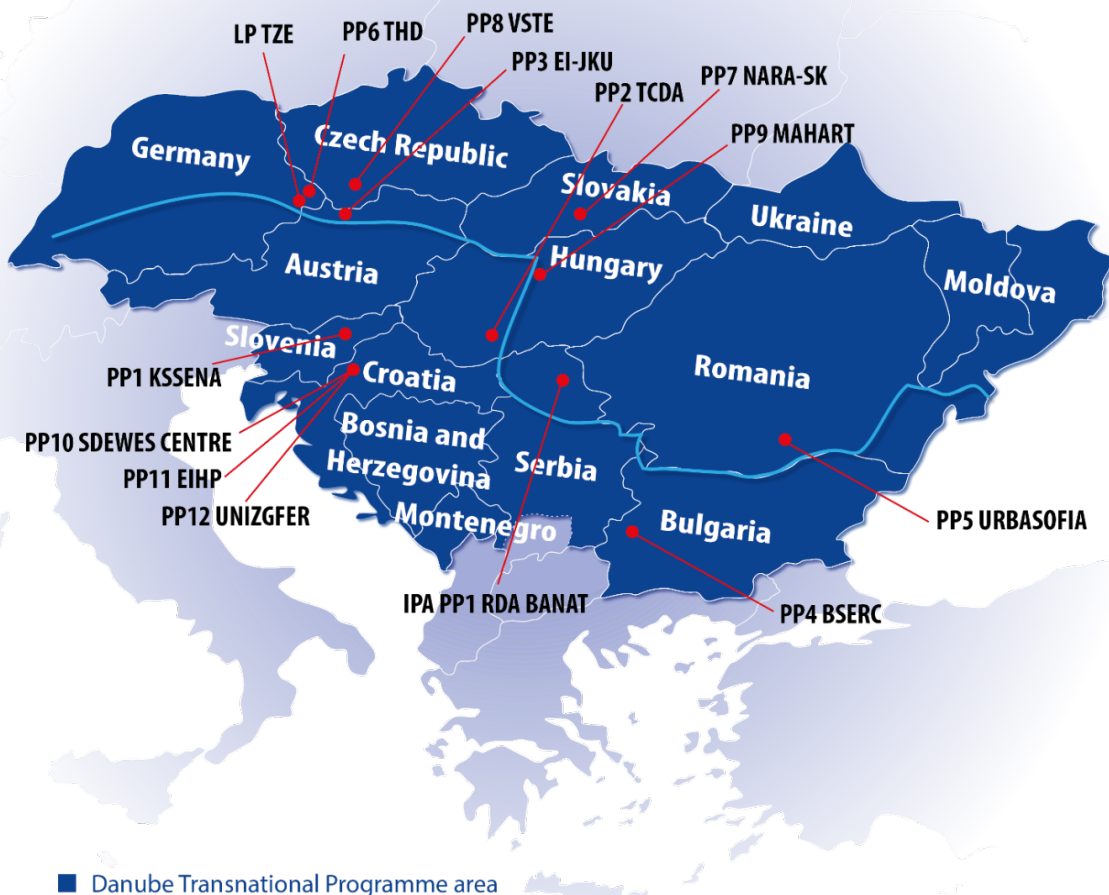 LP TZE
PP6 THD
PP8 VSTE
PP3 EI-JKU
PP2 TCDA
PP7 NARA-SK
PP9 MAHART
Germany
Czech Republic
Slovakia
Ukraine
Austria
Hungary
Moldova
Slovenia
PP1 KSSENA
Croatia
Romania
PP10 SDEWES CENTRE
PP11 EIHP
PP12 UNIZGFER
Bosnia and
Herzegovina
Serbia
Montenegro
Bulgaria
PP5 URBASOFIA
IPA PP1 RDA BANAT
PP4 BSERC
Danube Transnational Programme area